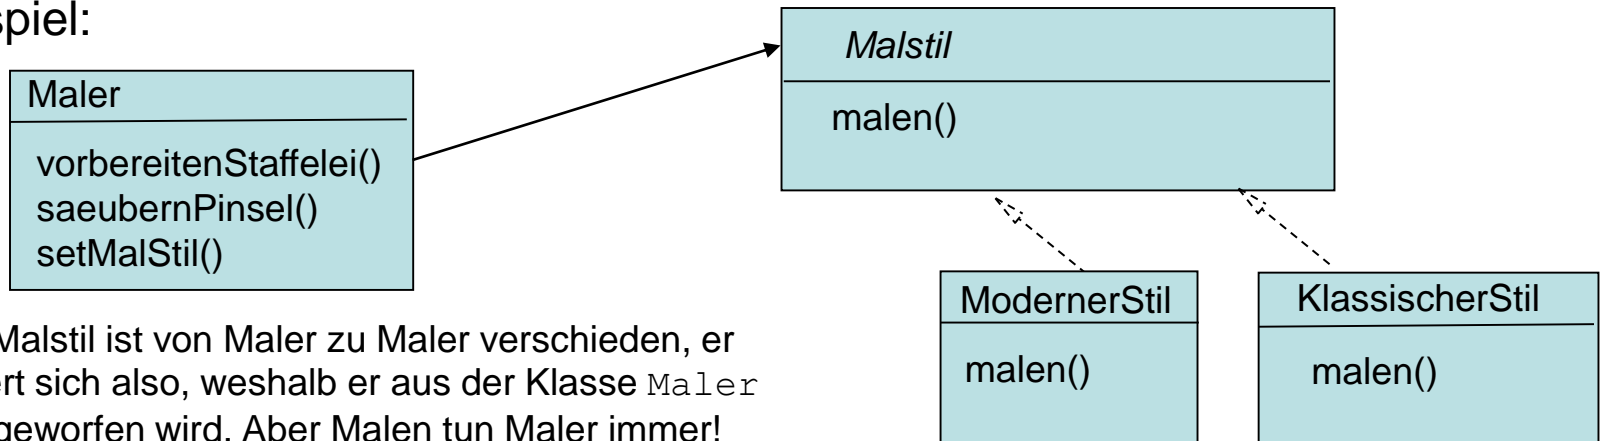 spiel:
Maler
vorbereitenStaffelei()
saeubernPinsel()
setMalStil()
Malstil
malen()
ModernerStil
malen()
KlassischerStil
malen()
Malstil ist von Maler zu Maler verschieden, er
ert sich also, weshalb er aus der Klasse Maler
geworfen wird. Aber Malen tun Maler immer!